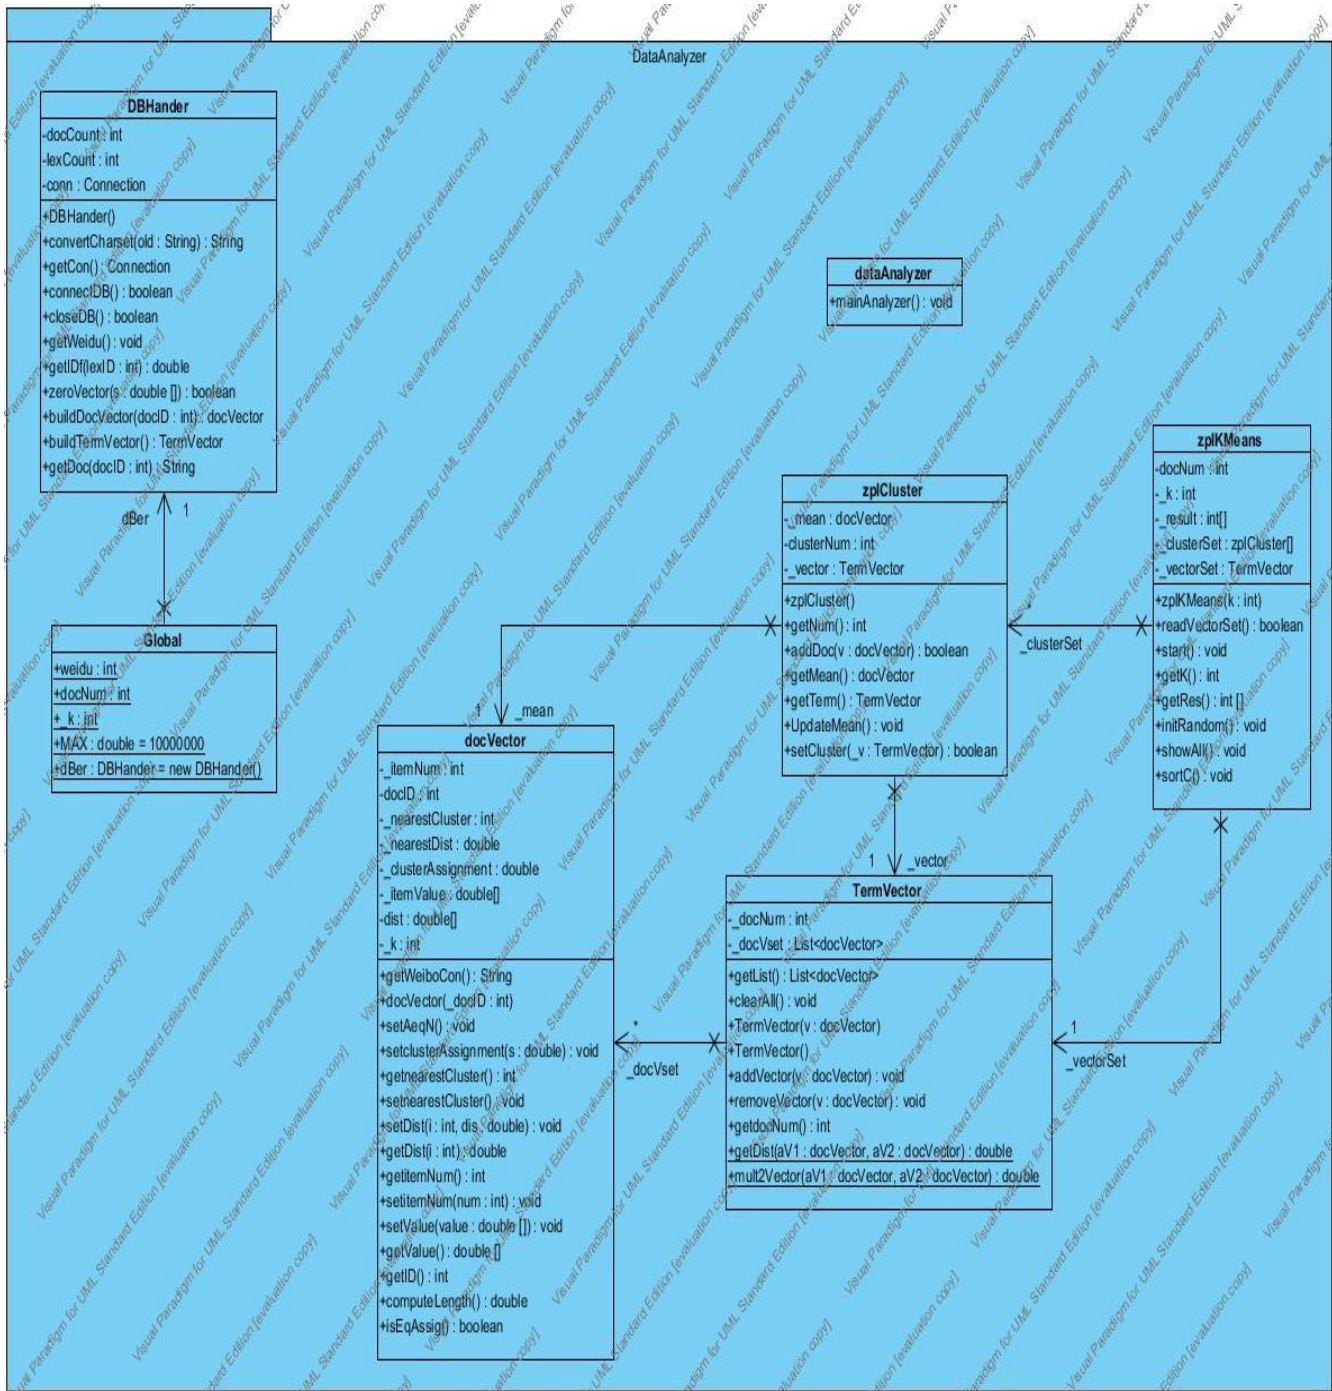 DataAnalyzer
DBHander
-docCount : int
-lexCount : int
-conn : Connection
+DBHander()
+convertCharset(old : String) : String
+getCon() : Connection
+connectDB() : boolean
+closeDB() : boolean
+getWeidu() : void
+getIDf(lexID : int) : double
+zeroVector(s : double []) : boolean
+buildDocVector(docID : int) : docVector
+buildTermVector() : TermVector
+getDoc(docID : int) : String
dBer
1
Global
+weidu : int
+docNum : int
+_k : int
+MAX : double = 10000000
+dBer : DBHander = new DBHander()
dataAnalyzer
+mainAnalyzer() : void
zplCluster
-_mean : docVector
-clusterNum : int
-_vector : TermVector
+zplCluster()
+getNum() : int
+addDoc(v : docVector) : boolean
+getMean() : docVector
+getTerm() : TermVector
+UpdateMean() : void
+setCluster(_v : TermVector) : boolean
zplKMeans
-docNum : int
-_k : int
-_result : int[]
-_clusterSet : zplCluster[]
-_vectorSet : TermVector
+zplKMeans(k : int)
+readVectorSet() : boolean
+start() : void
+getK() : int
+getRes() : int []
+initRandom() : void
+showAll() : void
+sortC() : void
*
_clusterSet
1
_mean
docVector
-_itemNum : int
-docID : int
-_nearestCluster : int
-_nearestDist : double
-_clusterAssignment : double
-_itemValue : double[]
-dist : double[]
-_k : int
+getWeiboCon() : String
+docVector(_docID : int)
+setAeqN() : void
+setclusterAssignment(s : double) : void
+getnearestCluster() : int
+setnearestCluster() : void
+setDist(i : int, dis : double) : void
+getDist(i : int) : double
+getitemNum() : int
+setitemNum(num : int) : void
+setValue(value : double []) : void
+getValue() : double []
+getID() : int
+computeLength() : double
+isEqAssig() : boolean
1
_vector
TermVector
-_docNum : int
-_docVset : List<docVector>
+getList() : List<docVector>
+clearAll() : void
+TermVector(v : docVector)
+TermVector()
+addVector(v : docVector) : void
+removeVector(v : docVector) : void
+getdocNum() : int
+getDist(aV1 : docVector, aV2 : docVector) : double
+mult2Vector(aV1 : docVector, aV2 : docVector) : double
*
_docVset
1
_vectorSet
Visual Paradigm for UML Standard Edition [evaluation copy]